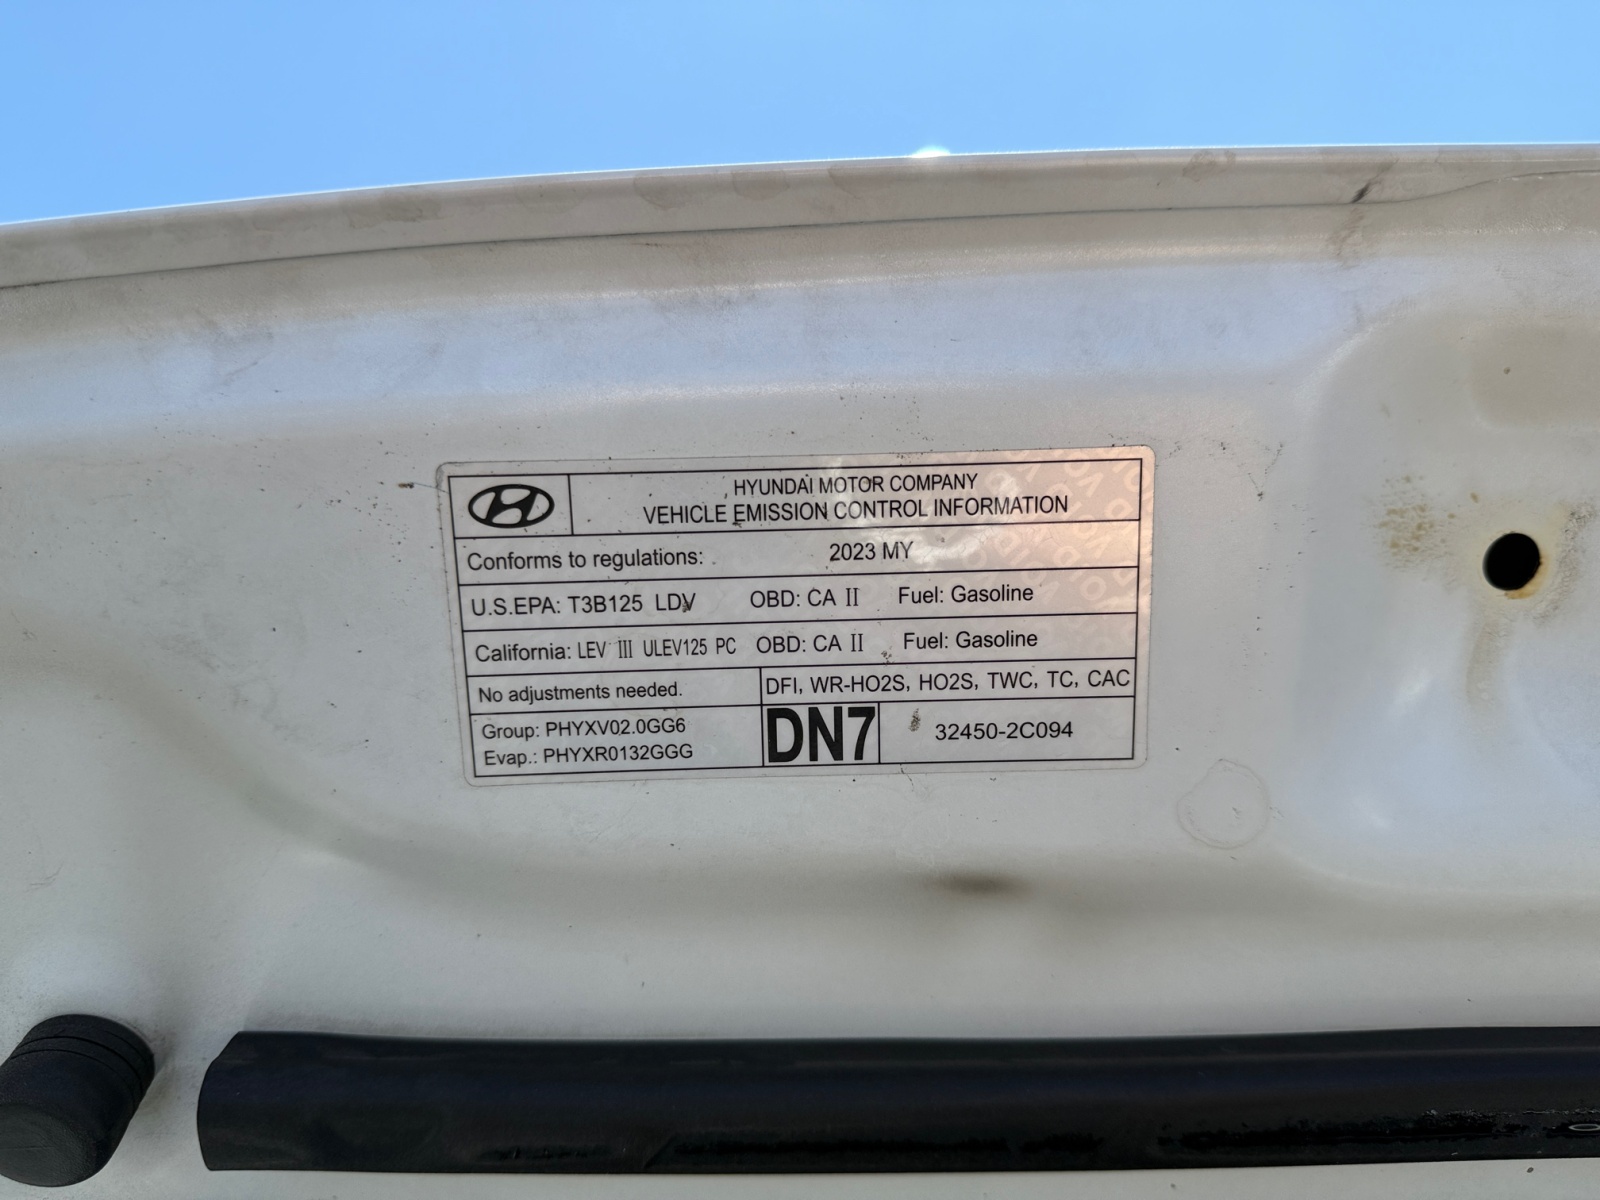 HYUNDAI MOTOR COMPANY
VEHICLE EMISSION CONTROL INFORMATION
Conforms to regulations: 2023 MY
U.S.EPA: T3B125 LDV OBD: CA II Fuel: Gasoline
California: LEV III ULEV125 PC OBD: CA II Fuel: Gasoline
No adjustments needed. DFI, WR-HO2S, HO2S, TWC, TC, CAC
Group: PHYXV02.0GG6
Evap.: PHYXR0132GGG
DN7 32450-2C094